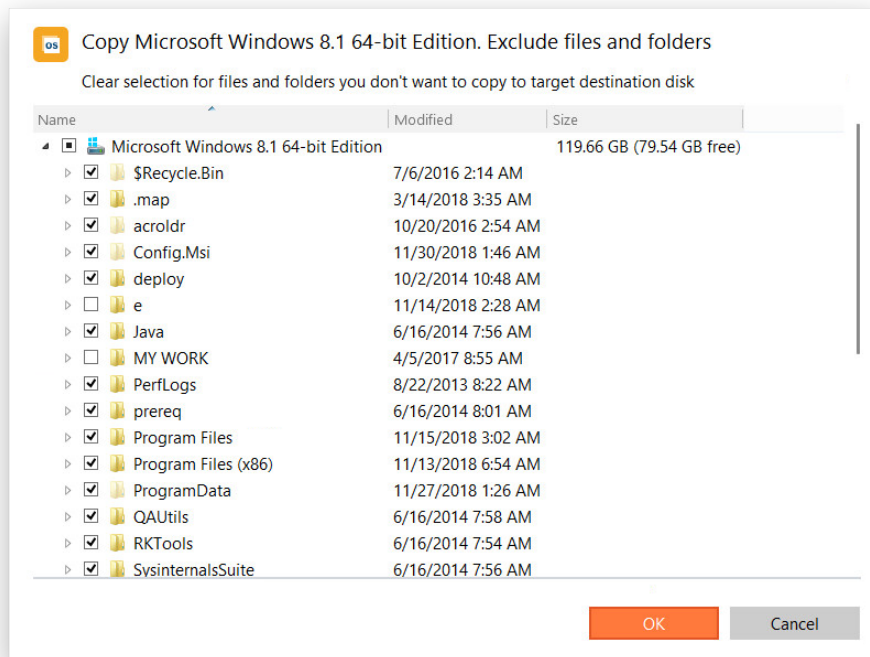 os
Copy Microsoft Windows 8.1 64-bit Edition. Exclude files and folders
Clear selection for files and folders you don't want to copy to target destination disk
Name Modified Size
Microsoft Windows 8.1 64-bit Edition 119.66 GB (79.54 GB free)
$Recycle.Bin 7/6/2016 2:14 AM
.map 3/14/2018 3:35 AM
acroldr 10/20/2016 2:54 AM
Config.Msi 11/30/2018 1:46 AM
deploy 10/2/2014 10:48 AM
e 11/14/2018 2:28 AM
Java 6/16/2014 7:56 AM
MY WORK 4/5/2017 8:55 AM
PerfLogs 8/22/2013 8:22 AM
prereq 6/16/2014 8:01 AM
Program Files 11/15/2018 3:02 AM
Program Files (x86) 11/13/2018 6:54 AM
ProgramData 11/27/2018 1:26 AM
QAUtils 6/16/2014 7:58 AM
RKTools 6/16/2014 7:54 AM
SysinternalsSuite 6/16/2014 7:56 AM
OK Cancel